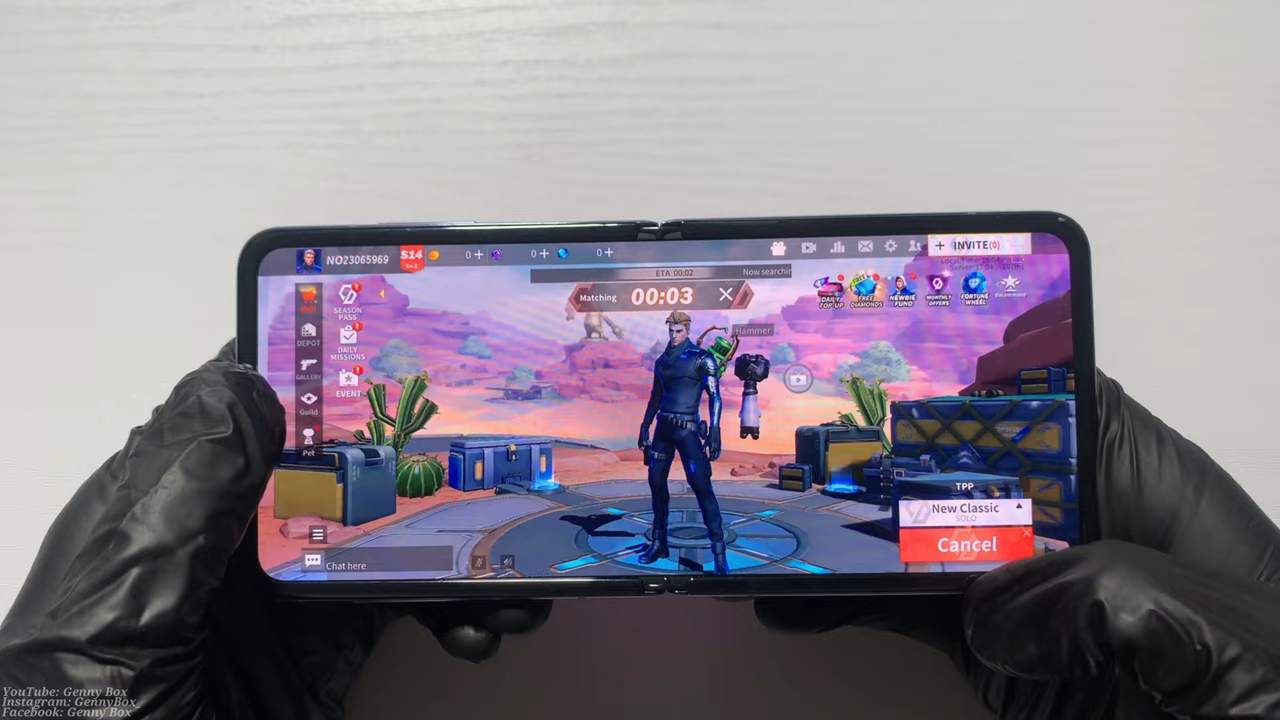 NO23065969
S14
Lv.2
0+
0+
0+
INVITE(0)
ETA 00:02
Now searchin
Matching
00:03
DAILY
TOP UP
FREE
DIAMONDS
NEWBIE
FUND
MONTHLY
OFFERS
FORTUNE
WHEEL
Recommend
SEASON
PASS
DEPOT
DAILY
MISSIONS
GALLERY
EVENT
Guild
Pet
Hammer
TPP
New Classic
SOLO
Cancel
Chat here
YouTube: Genny Box
Instagram: GennyBox
Facebook: Genny Box